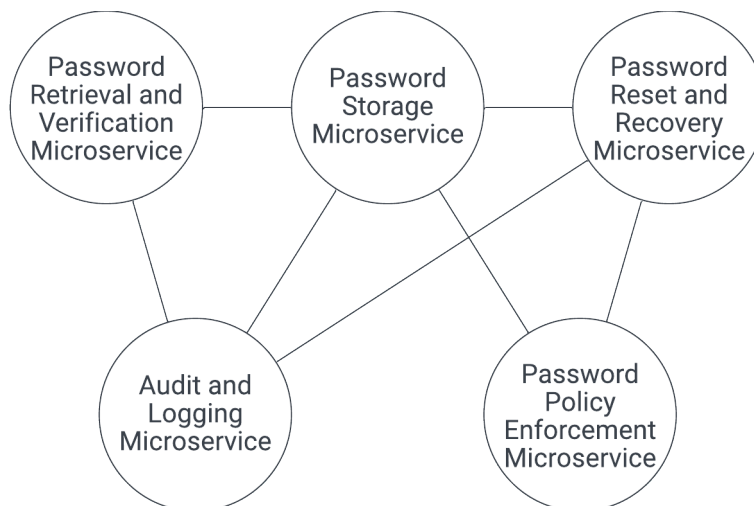 Password
Retrieval and
Verification
Microservice
Password
Storage
Microservice
Password
Reset and
Recovery
Microservice
Audit and
Logging
Microservice
Password
Policy
Enforcement
Microservice